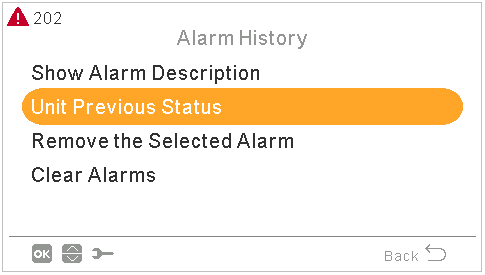 202
Alarm History
Show Alarm Description
Unit Previous Status
Remove the Selected Alarm
Clear Alarms
OK Back